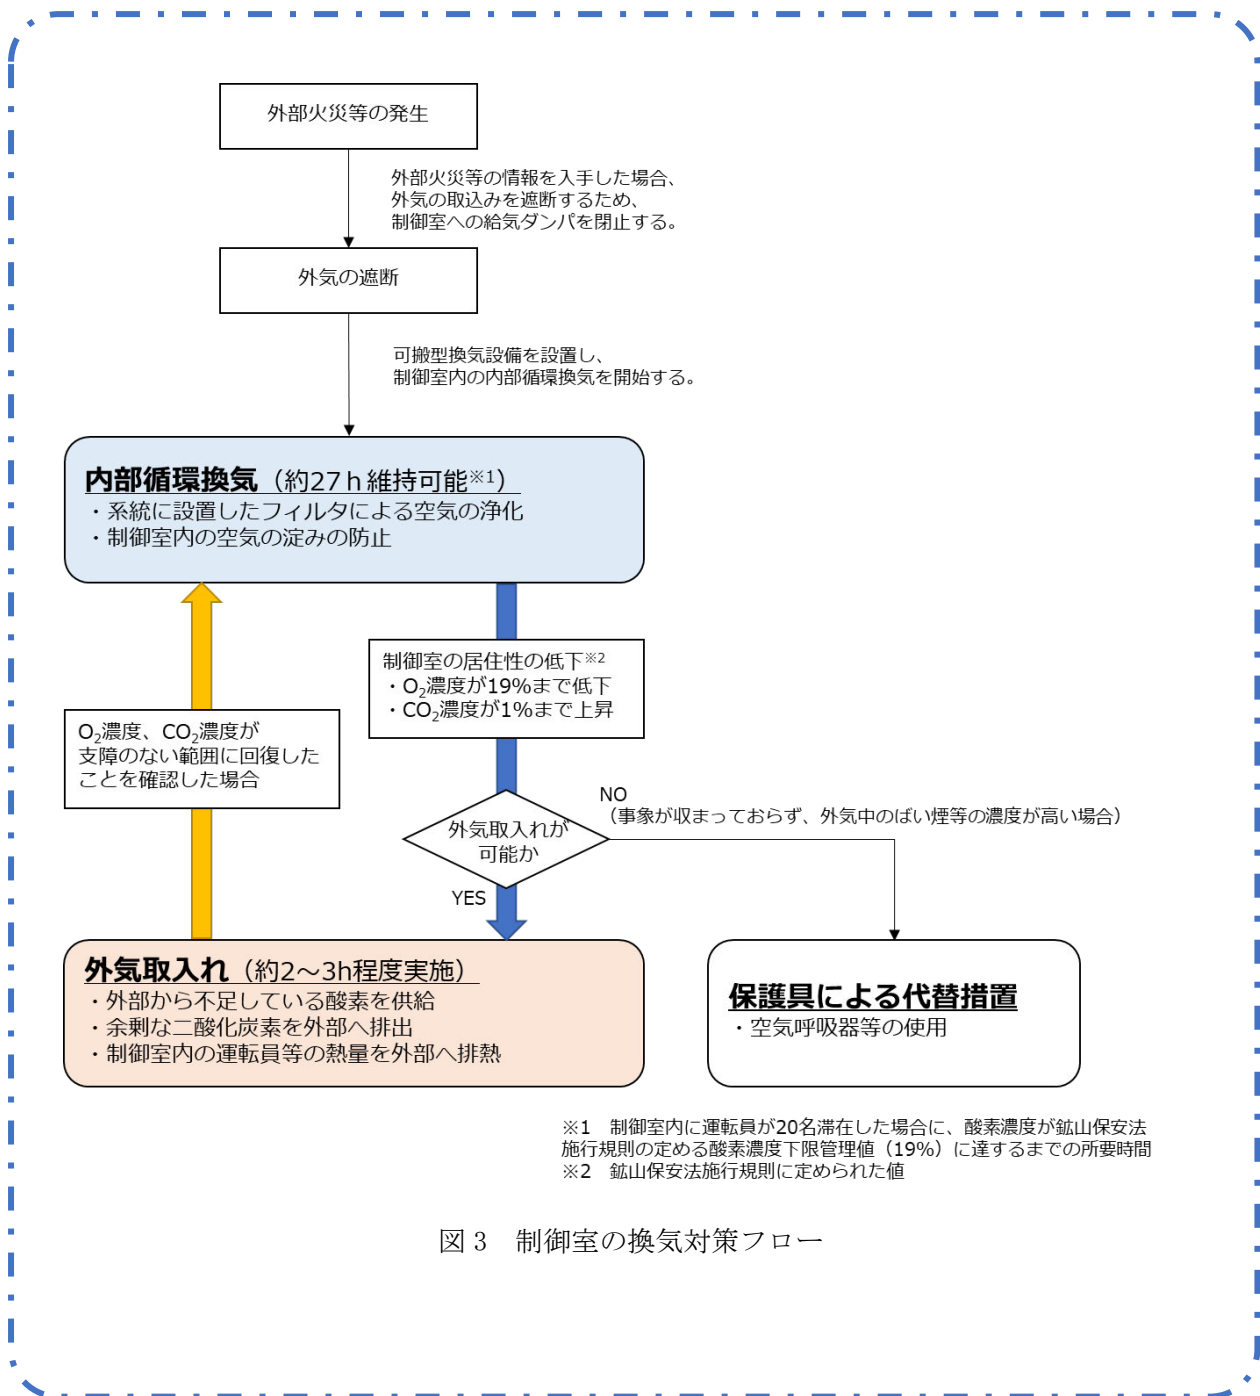 外部火災等の発生
外部火災等の情報を入手した場合、
外気の取込みを遮断するため、
制御室への給気ダンパを閉止する。
外気の遮断
可搬型換気設備を設置し、
制御室内の内部循環換気を開始する。
内部循環換気（約27ｈ維持可能※1）
・系統に設置したフィルタによる空気の浄化
・制御室内の空気の淀みの防止
制御室の居住性の低下※2
・O2濃度が19%まで低下
・CO2濃度が1%まで上昇
O2濃度、CO2濃度が
支障のない範囲に回復した
ことを確認した場合
NO
（事象が収まっておらず、外気中のばい煙等の濃度が高い場合）
外気取入れが
可能か
YES
外気取入れ（約2～3h程度実施）
・外部から不足している酸素を供給
・余剰な二酸化炭素を外部へ排出
・制御室内の運転員等の熱量を外部へ排熱
保護具による代替措置
・空気呼吸器等の使用
※1　制御室内に運転員が20名滞在した場合に、酸素濃度が鉱山保安法
施行規則の定める酸素濃度下限管理値（19%）に達するまでの所要時間
※2　鉱山保安法施行規則に定められた値
図3　制御室の換気対策フロー